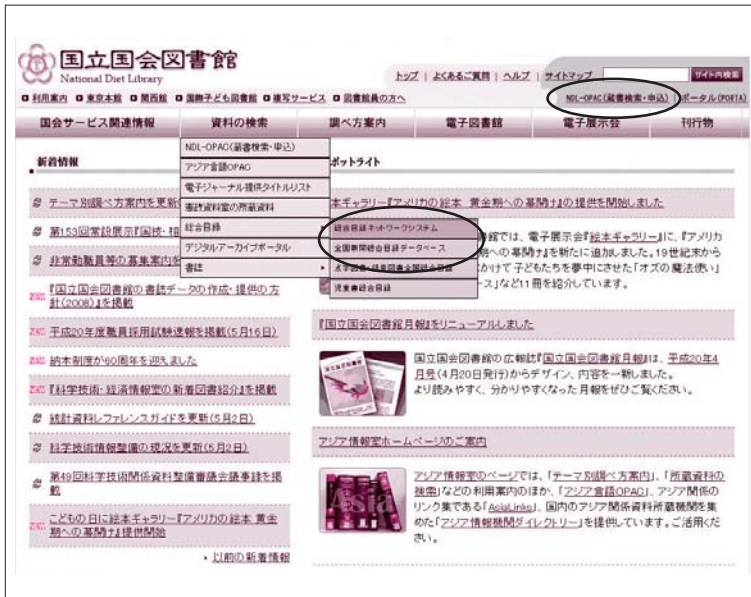 国立国会図書館
National Diet Library
トップ | よくあるご質問 | ヘルプ | サイトマップ
サイト内検索
利用案内 東京本館 関西館 国際子ども図書館 複写サービス 図書館員の方へ
NDL-OPAC(蔵書検索・申込) | ポータル(PORTA)
国会サービス関連情報 資料の検索 調べ方案内 電子図書館 電子展示会 刊行物
NDL-OPAC(蔵書検索・申込)
アジア言語OPAC
電子ジャーナル提供タイトルリスト
書誌資料室の所蔵資料
総合目録
デジタルアーカイブポータル
書誌
総合目録ネットワークシステム
全国新聞総合目録データベース
点字図書・録音図書全国総合目録
児童書総合目録
新着情報
テーマ別調べ方案内を更新
第153回常設展示『国技・相
非常勤職員等の募集案内を
『国立国会図書館の書誌データの作成・提供の方
針(2008)』を掲載
平成20年度職員採用試験速報を掲載(5月16日)
納本制度が60周年を迎えました
『科学技術・経済情報室の新着図書紹介』を掲載
統計資料レファレンスガイドを更新(5月2日)
科学技術情報整備の現況を更新(5月2日)
第49回科学技術関係資料整備審議会議事録を掲
載
こどもの日に絵本ギャラリー『アメリカの絵本 黄金
期への幕開け』提供開始
以前の新着情報
ポットライト
本ギャラリー『アメリカの絵本 黄金期への幕開け』の提供を開始しました
書館では、電子展示会『絵本ギャラリー』に、『アメリカ
期への幕開け』を新たに追加しました。19世紀末から
かけて子どもたちを夢中にさせた「オズの魔法使い」
ース」など11冊を紹介しています。
『国立国会図書館月報』をリニューアルしました
国立国会図書館の広報誌『国立国会図書館月報』は、平成20年4
月号(4月20日発行)からデザイン、内容を一新しました。
より読みやすく、分かりやすくなった月報をぜひご覧ください。
アジア情報室ホームページのご案内
Asia
アジア情報室のページでは、「テーマ別調べ方案内」、「所蔵資料の
検索」などの利用案内のほか、「アジア言語OPAC」、アジア関係の
リンク集である「AsiaLinks」、国内のアジア関係資料所蔵機関を集
めた「アジア情報機関ダイレクトリー」を提供しています。ご活用くだ
さい。